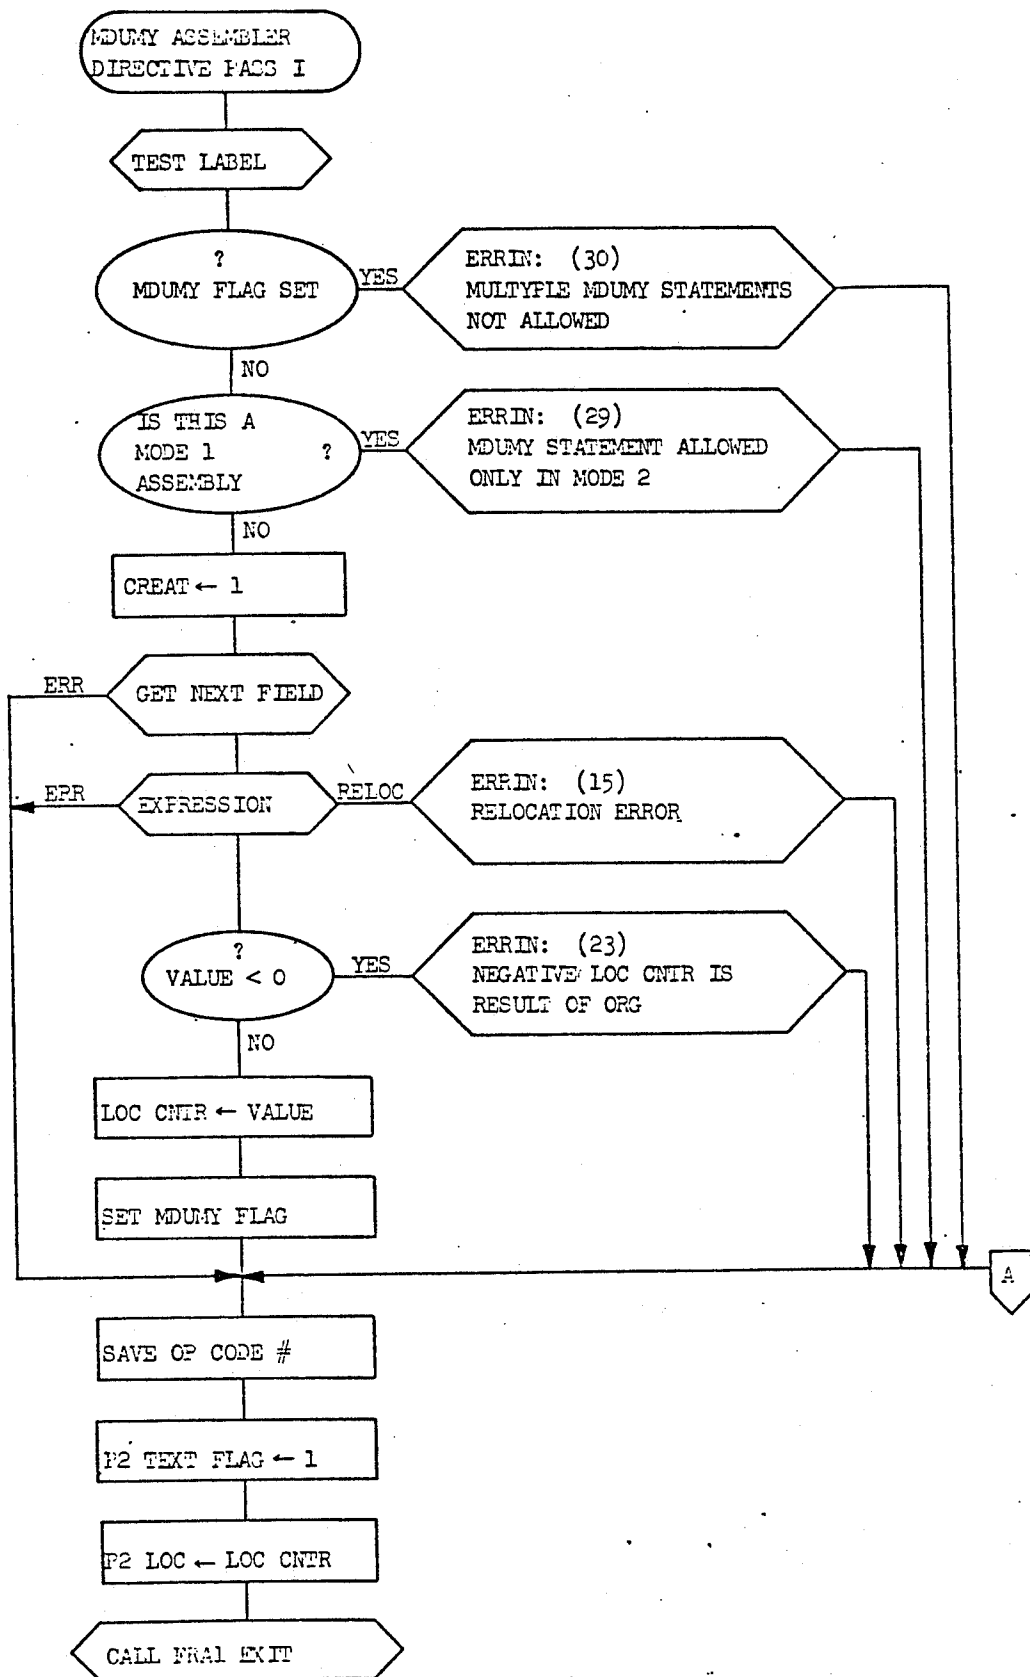 MDUMY ASSEMBLER
DIRECTIVE PASS I
TEST LABEL
?
MDUMY FLAG SET
YES
ERRIN: (30)
MULTYPLE MDUMY STATEMENTS
NOT ALLOWED
NO
IS THIS A
MODE 1 ?
ASSEMBLY
YES
ERRIN: (29)
MDUMY STATEMENT ALLOWED
ONLY IN MODE 2
NO
CREAT ← 1
ERR
GET NEXT FIELD
ERR
EXPRESSION
RELOC
ERRIN: (15)
RELOCATION ERROR
?
VALUE < 0
YES
ERRIN: (23)
NEGATIVE LOC CNTR IS
RESULT OF ORG
NO
LOC CNTR ← VALUE
SET MDUMY FLAG
A
SAVE OP CODE #
P2 TEXT FLAG ← 1
P2 LOC ← LOC CNTR
CALL FRA1 EXIT